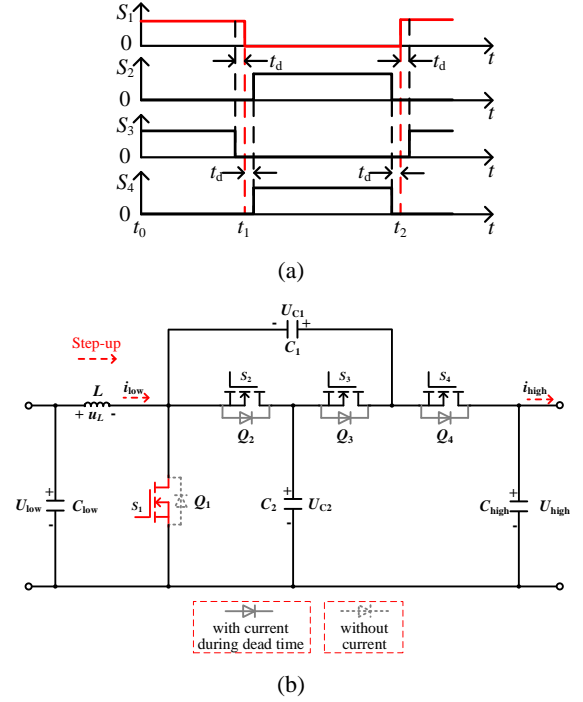 S1
0
td
td
t
S2
0
t
S3
0
td
td
t
S4
0
t0
t1
t2
t
(a)
UC1
- +
C1
Step-up
L
ilow
+ uL -
S2
S3
S4
ihigh
Q2
Q3
Q4
+
Ulow
Clow
-
S1
Q1
C2
+
UC2
-
Chigh
+
Uhigh
-
with current
during dead time
without
current
(b)